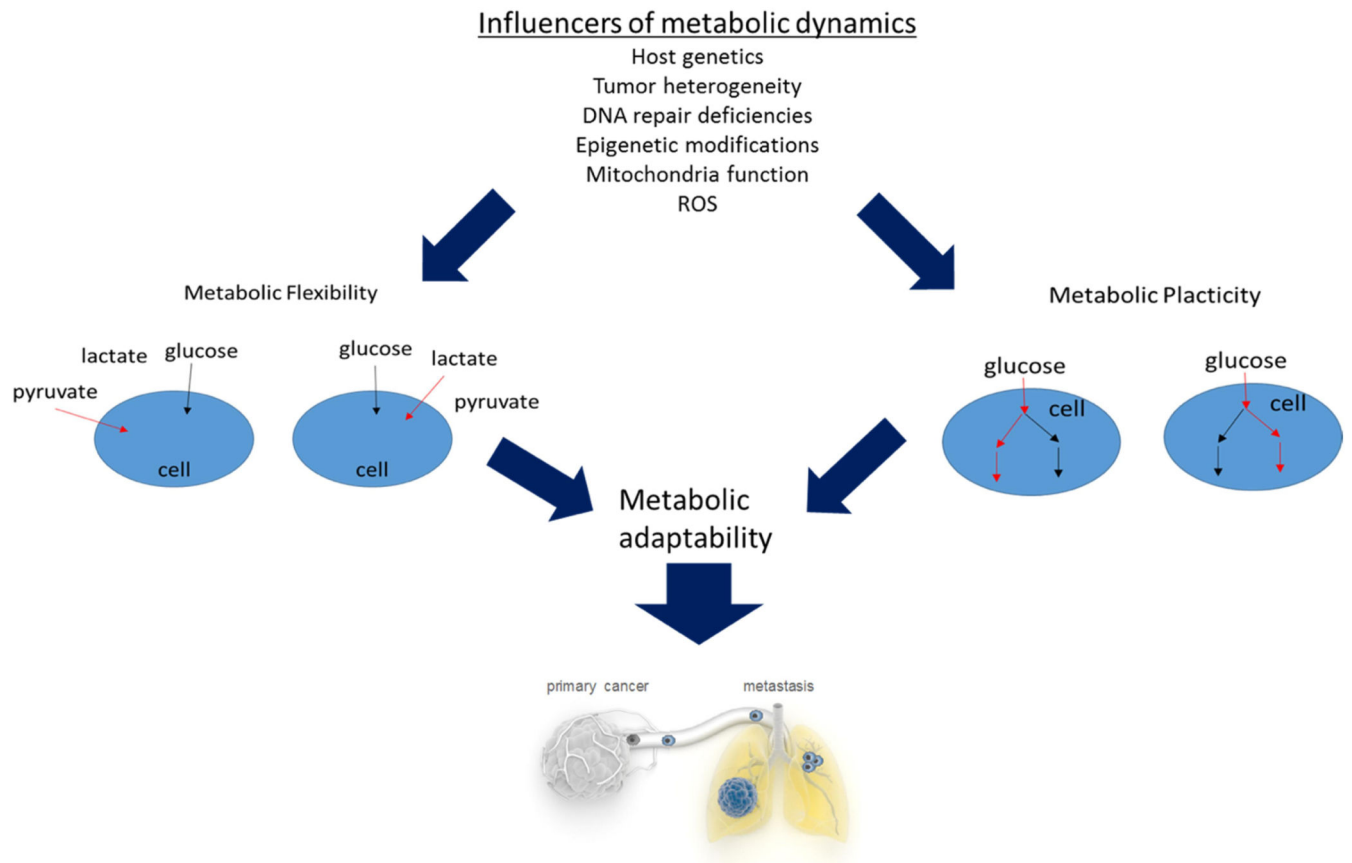 Influencers of metabolic dynamics
Host genetics
Tumor heterogeneity
DNA repair deficiencies
Epigenetic modifications
Mitochondria function
ROS
Metabolic Flexibility
lactate
glucose
pyruvate
cell
glucose
lactate
pyruvate
cell
Metabolic Placticity
glucose
cell
glucose
cell
Metabolic
adaptability
primary cancer
metastasis